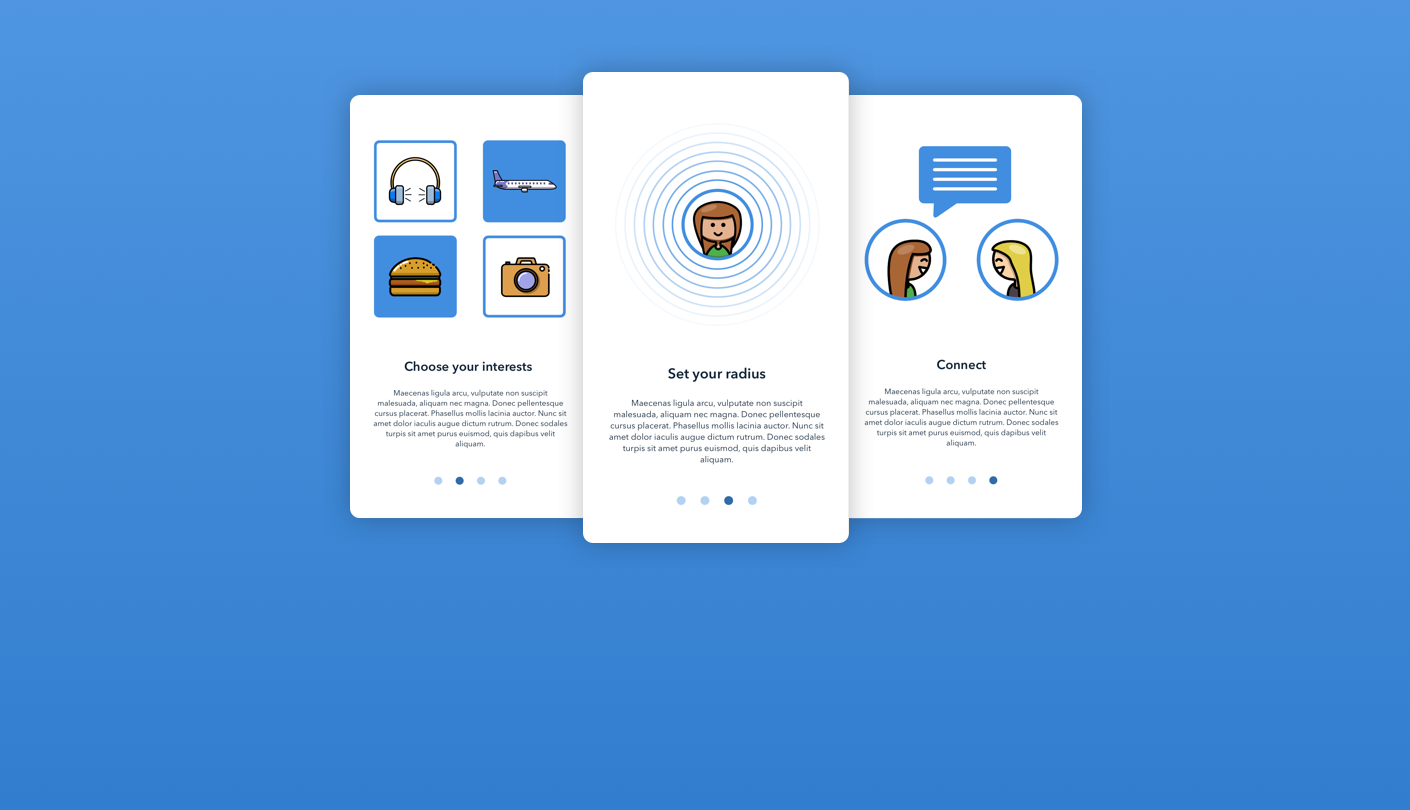 Choose your interests
Maecenas ligula arcu, vulputate non suscipit
malesuada, aliquam nec magna. Donec pellentesque
cursus placerat. Phasellus mollis lacinia auctor. Nunc sit
amet dolor iaculis augue dictum rutrum. Donec sodales
turpis sit amet purus euismod, quis dapibus velit
aliquam.
Set your radius
Maecenas ligula arcu, vulputate non suscipit
malesuada, aliquam nec magna. Donec pellentesque
cursus placerat. Phasellus mollis lacinia auctor. Nunc sit
amet dolor iaculis augue dictum rutrum. Donec sodales
turpis sit amet purus euismod, quis dapibus velit
aliquam.
Connect
Maecenas ligula arcu, vulputate non suscipit
malesuada, aliquam nec magna. Donec pellentesque
cursus placerat. Phasellus mollis lacinia auctor. Nunc sit
amet dolor iaculis augue dictum rutrum. Donec sodales
turpis sit amet purus euismod, quis dapibus velit
aliquam.